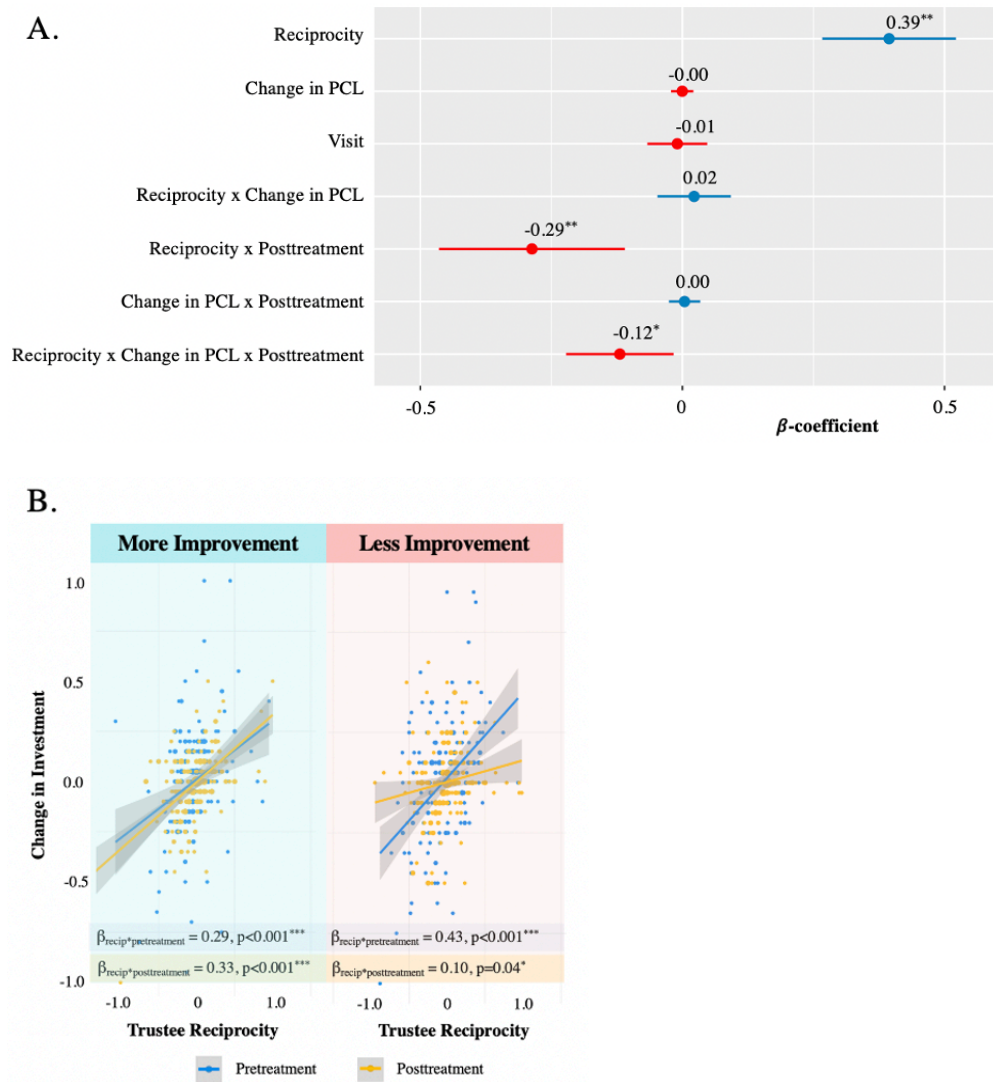 A.
Reciprocity
0.39**
Change in PCL
-0.00
Visit
-0.01
Reciprocity x Change in PCL
0.02
Reciprocity x Posttreatment
-0.29**
Change in PCL x Posttreatment
0.00
Reciprocity x Change in PCL x Posttreatment
-0.12*
-0.5 0 0.5
β-coefficient
B.
More Improvement Less Improvement
Change in Investment
1.0
0.5
0.0
-0.5
-1.0
βrecip*pretreatment = 0.29, p<0.001***
βrecip*posttreatment = 0.33, p<0.001***
βrecip*pretreatment = 0.43, p<0.001***
βrecip*posttreatment = 0.10, p=0.04*
-1.0 0 1.0 -1.0 0 1.0
Trustee Reciprocity Trustee Reciprocity
Pretreatment Posttreatment